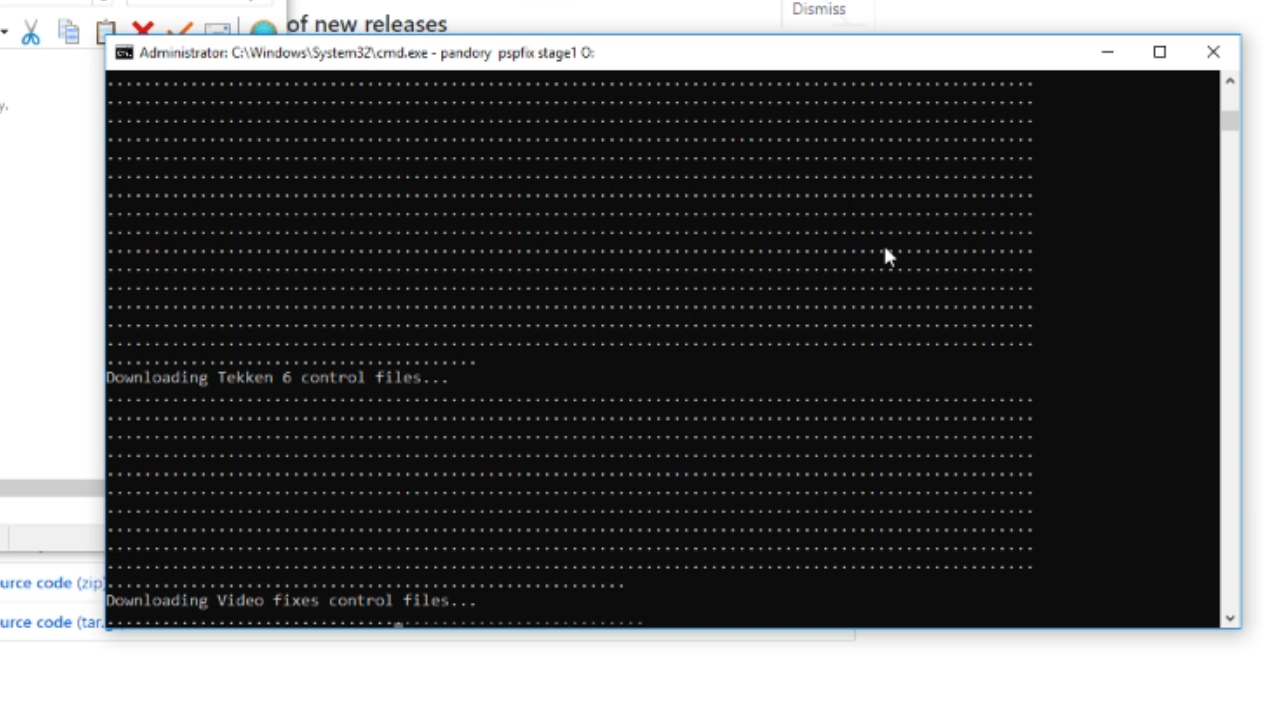 Dismiss
of new releases
Administrator: C:\Windows\System32\cmd.exe - pandory pspfix stage1 O:
y,
Downloading Tekken 6 control files...
Downloading Video fixes control files...
urce code (zip)
urce code (tar.